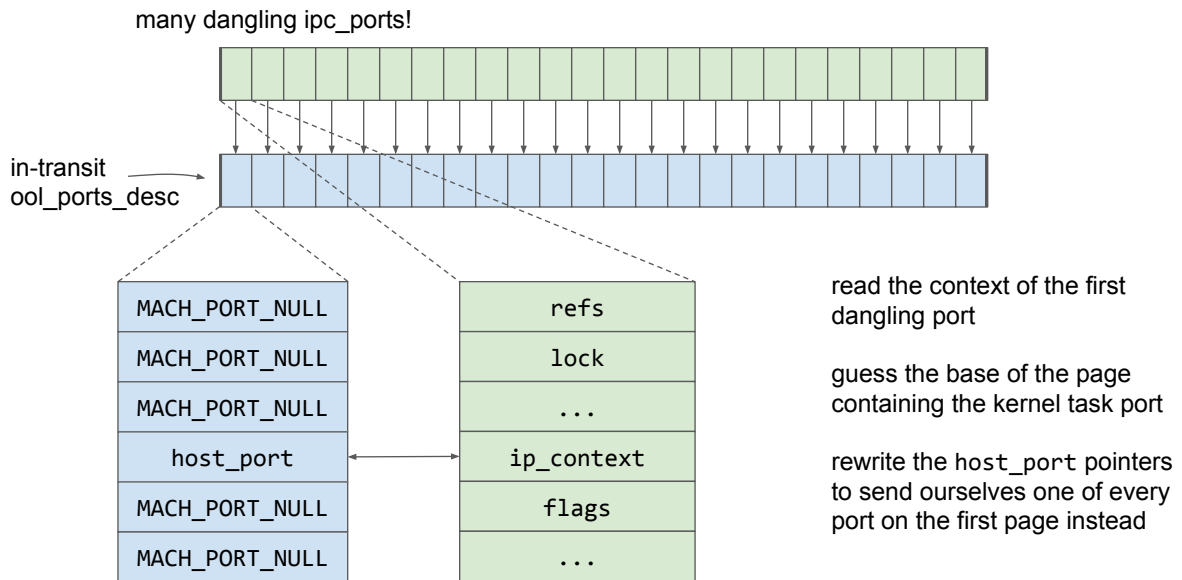 many dangling ipc_ports!
in-transit
ool_ports_desc
MACH_PORT_NULL
MACH_PORT_NULL
MACH_PORT_NULL
host_port
MACH_PORT_NULL
MACH_PORT_NULL
refs
lock
...
ip_context
flags
...
read the context of the first
dangling port
guess the base of the page
containing the kernel task port
rewrite the host_port pointers
to send ourselves one of every
port on the first page instead